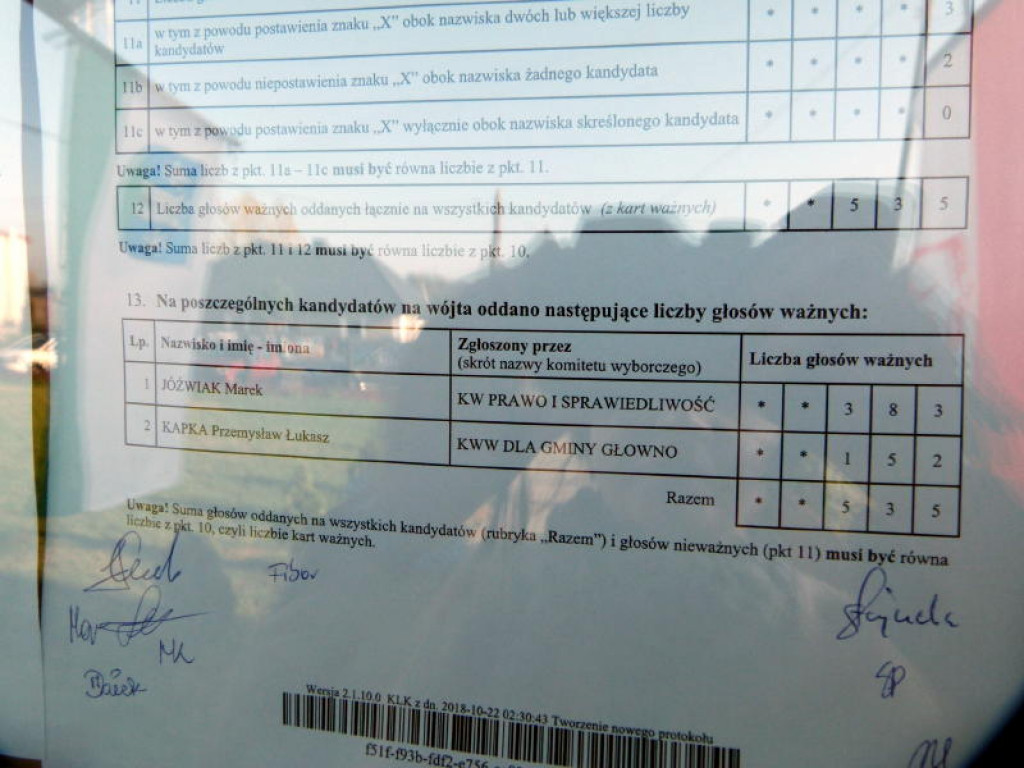 11a w tym z powodu postawienia znaku „X” obok nazwiska dwóch lub większej liczby * * * * 3
kandydatów
11b w tym z powodu niepostawienia znaku „X” obok nazwiska żadnego kandydata * * * * 2
11c w tym z powodu postawienia znaku „X” wyłącznie obok nazwiska skreślonego kandydata * * * * 0
Uwaga! Suma liczb z pkt. 11a – 11c musi być równa liczbie z pkt. 11.
12 Liczba głosów ważnych oddanych łącznie na wszystkich kandydatów (z kart ważnych) * * 5 3 5
Uwaga! Suma liczb z pkt. 11 i 12 musi być równa liczbie z pkt. 10.
13. Na poszczególnych kandydatów na wójta oddano następujące liczby głosów ważnych:
Lp. Nazwisko i imię - imiona Zgłoszony przez Liczba głosów ważnych
(skrót nazwy komitetu wyborczego)
1 JÓŹWIAK Marek KW PRAWO I SPRAWIEDLIWOŚĆ * * 3 8 3
2 KAPKA Przemysław Łukasz KWW DLA GMINY GŁOWNO * * 1 5 2
Razem * * 5 3 5
Uwaga! Suma głosów oddanych na wszystkich kandydatów (rubryka „Razem”) i głosów nieważnych (pkt 11) musi być równa
liczbie z pkt. 10, czyli liczbie kart ważnych.
MK
SP
Wersja 2.1.10.0 KLK z dn. 2018-10-22 02:30:43 Tworzenie nowego protokołu
f51f-f93b-fdf2-e756